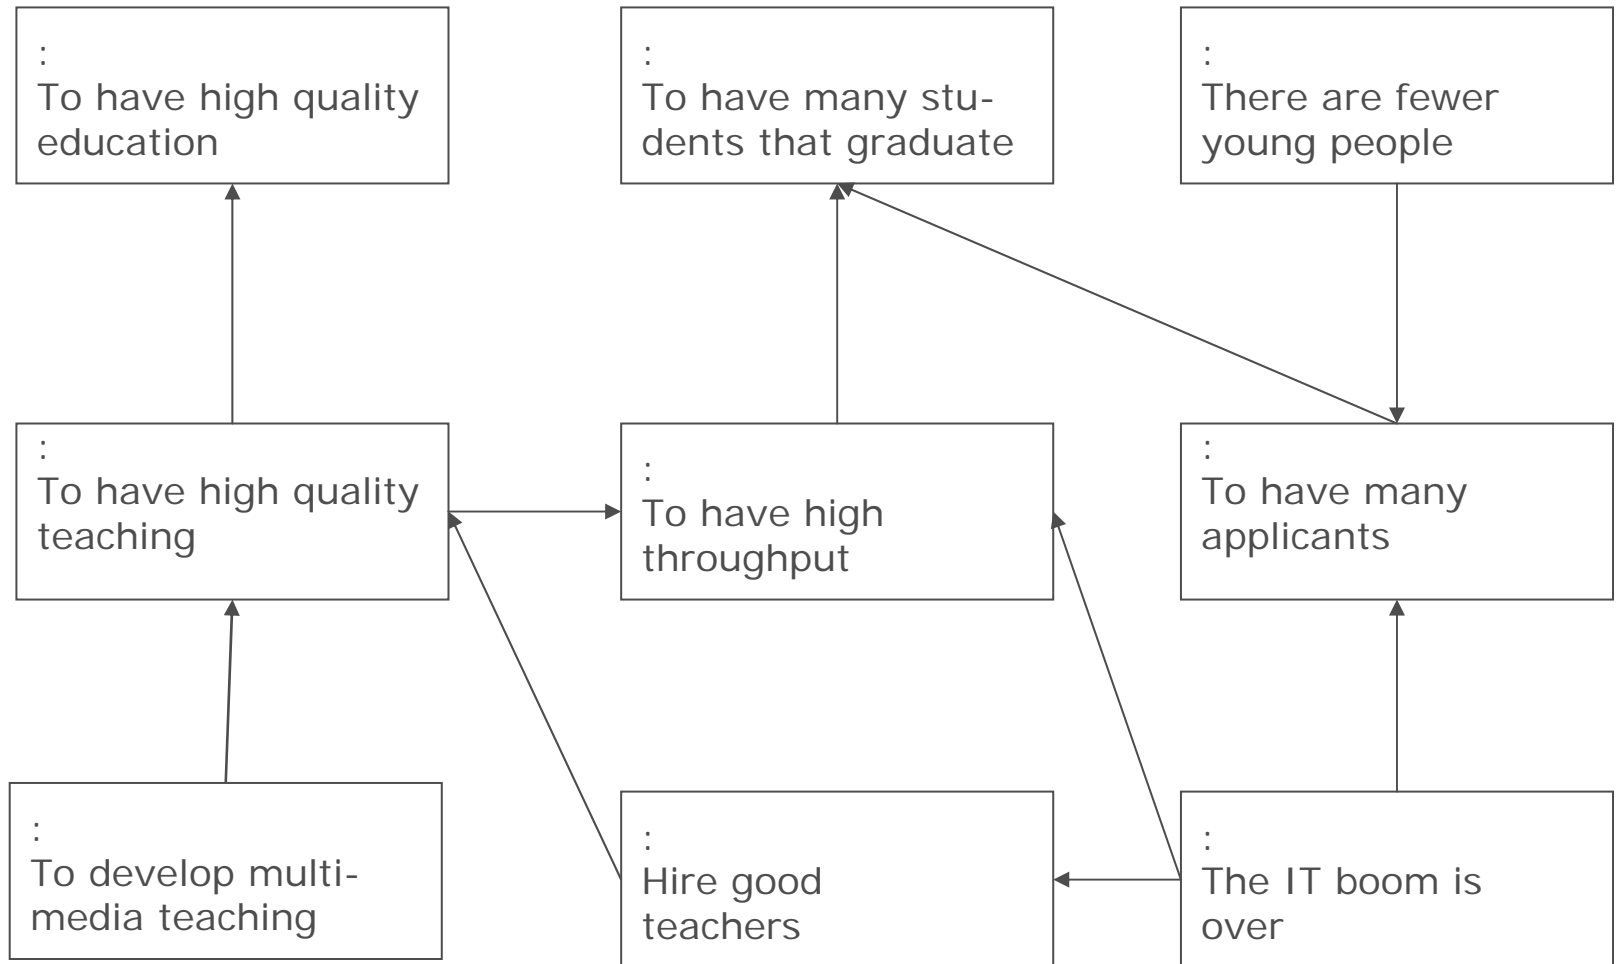 :
To have high quality
education
:
To have many stu-
dents that graduate
:
There are fewer
young people
:
To have high quality
teaching
:
To have high
throughput
:
To have many
applicants
:
To develop multi-
media teaching
:
Hire good
teachers
:
The IT boom is
over